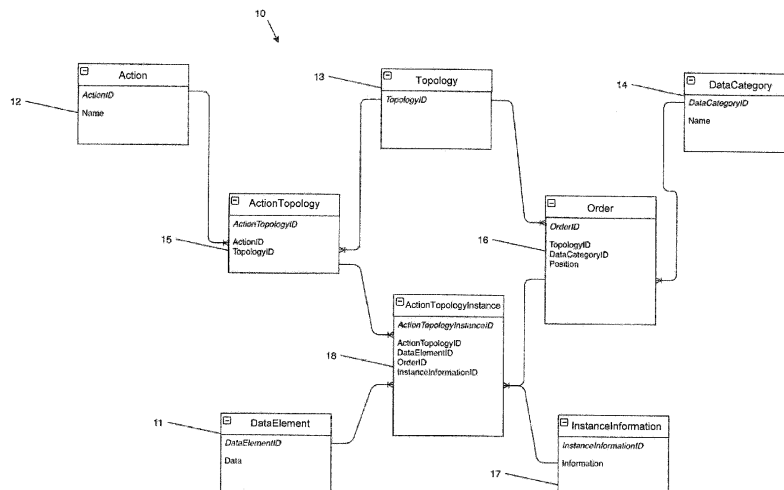 10
Action
ActionID
Name
12
13
Topology
TopologyID
14
DataCategory
DataCategoryID
Name
ActionTopology
ActionTopologyID
ActionID
TopologyID
15
Order
OrderID
TopologyID
DataCategoryID
Position
16
ActionTopologyInstance
ActionTopologyInstanceID
ActionTopologyID
DataElementID
OrderID
InstanceInformationID
18
11
DataElement
DataElementID
Data
InstanceInformation
InstanceInformationID
Information
17